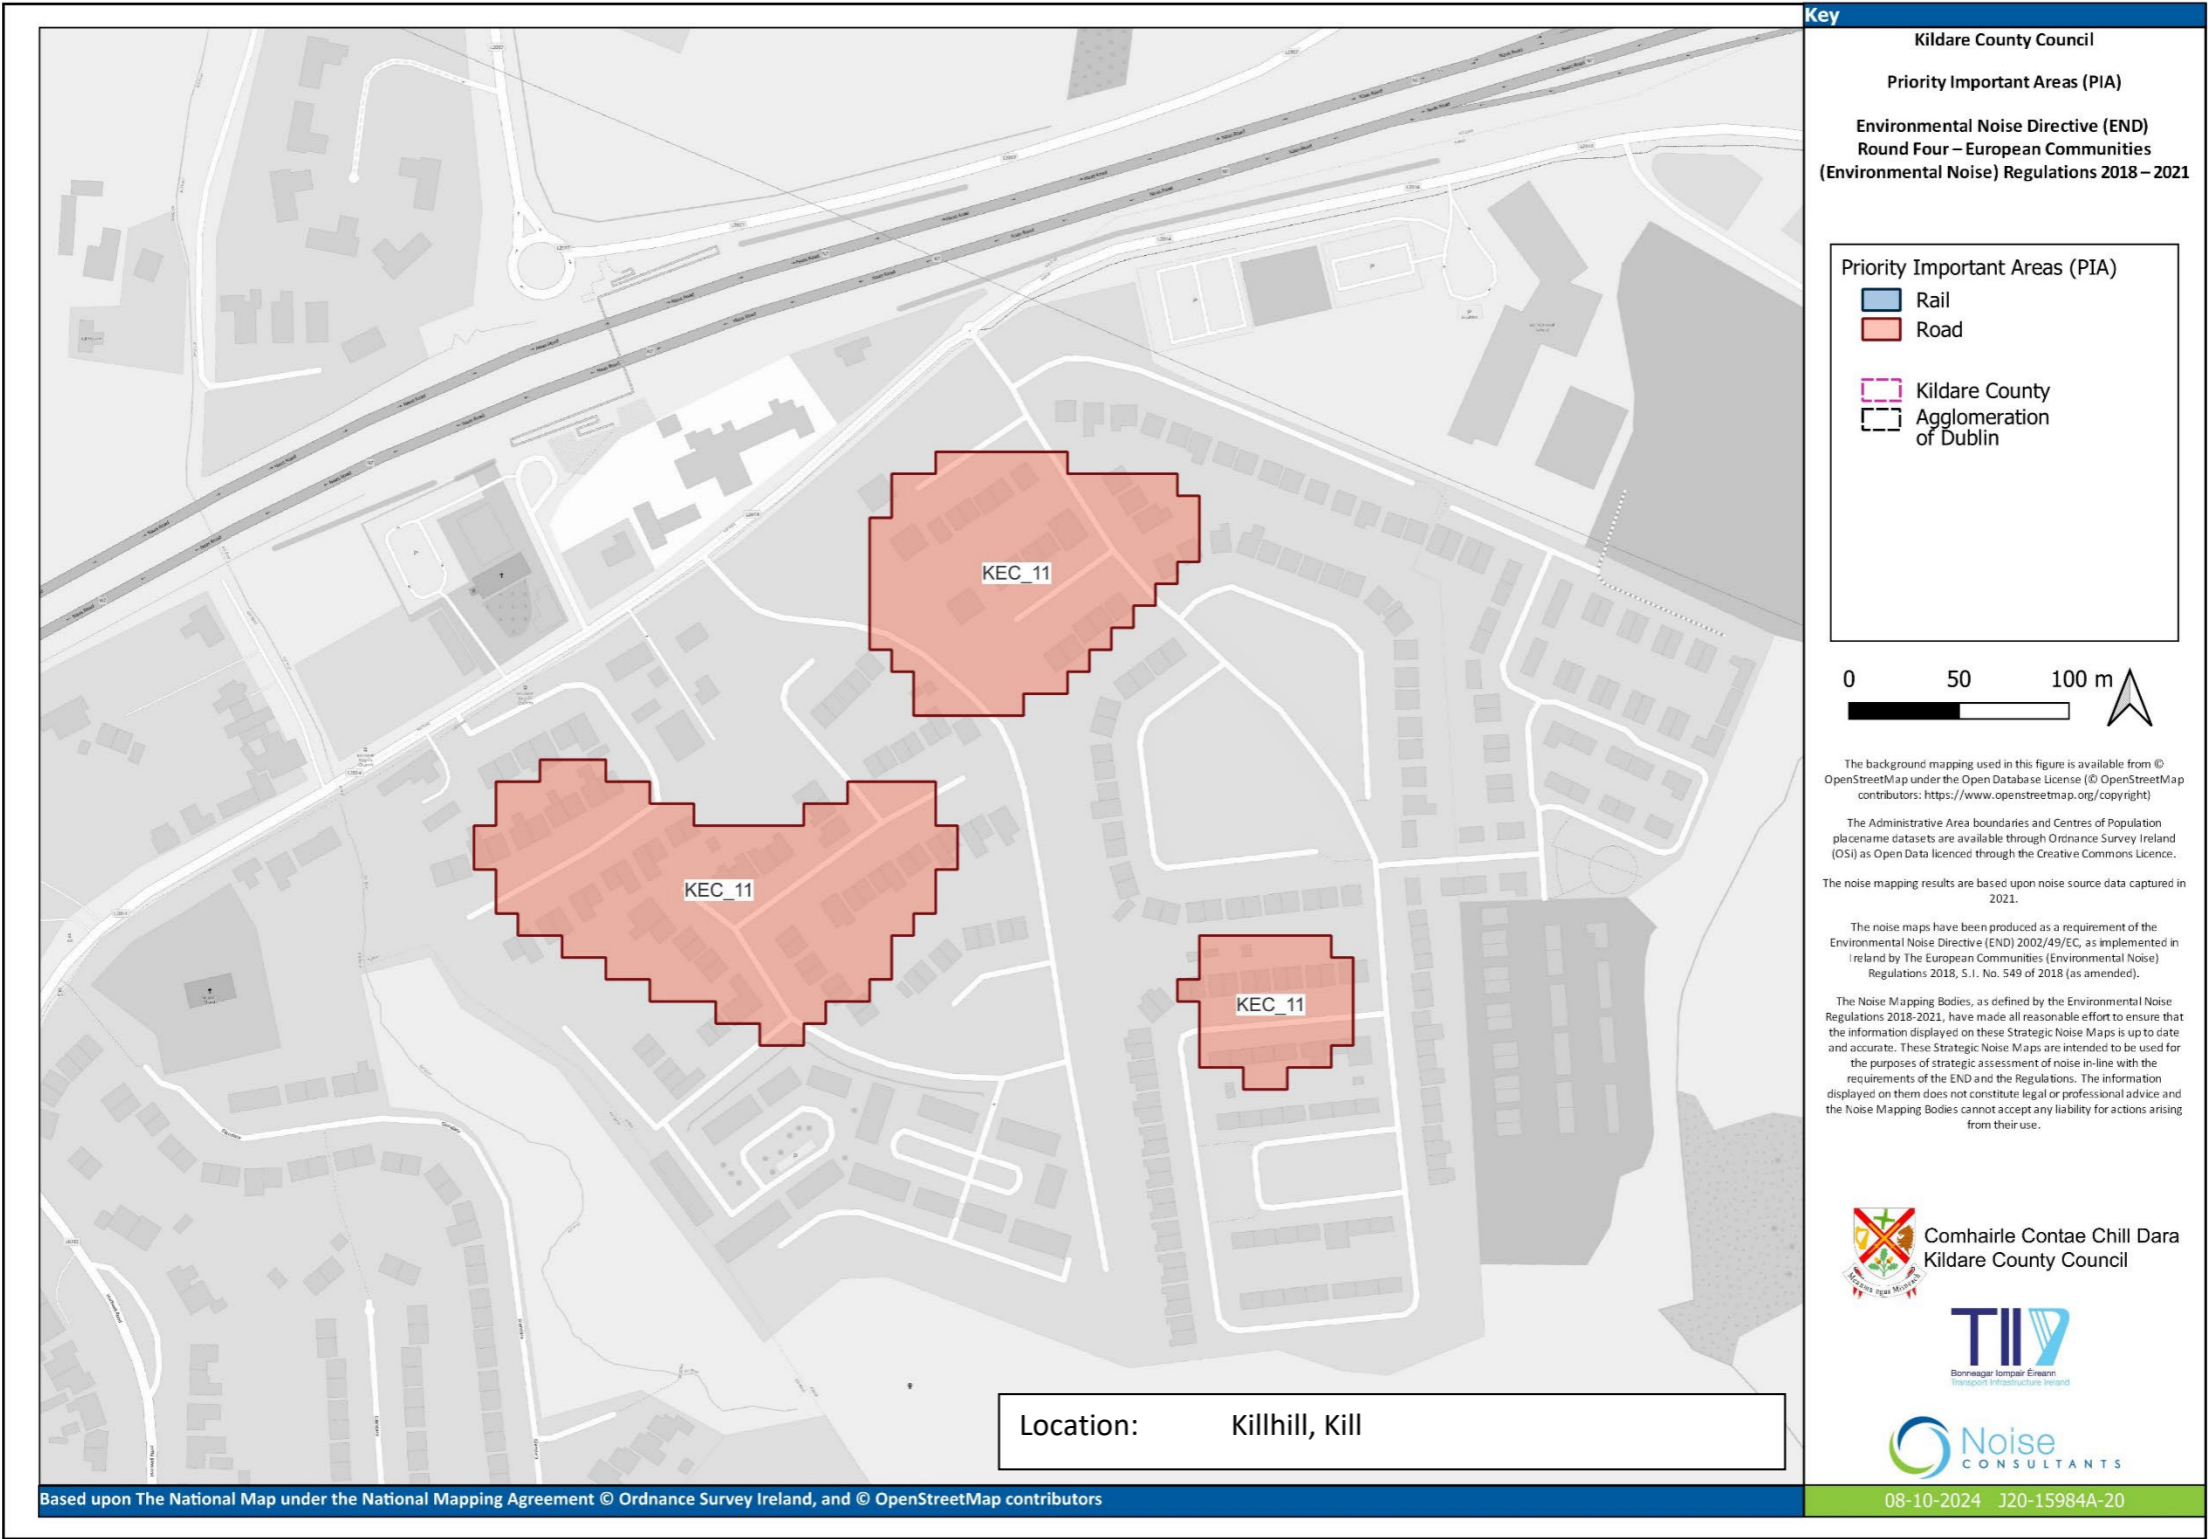 Key
Kildare County Council
Priority Important Areas (PIA)
Environmental Noise Directive (END)
Round Four – European Communities
(Environmental Noise) Regulations 2018 – 2021
Priority Important Areas (PIA)
Rail
Road
Kildare County
Agglomeration
of Dublin
0 50 100 m
The background mapping used in this figure is available from ©
OpenStreetMap under the Open Database License (© OpenStreetMap
contributors: https://www.openstreetmap.org/copyright)
The Administrative Area boundaries and Centres of Population
placename datasets are available through Ordnance Survey Ireland
(OSi) as Open Data licenced through the Creative Commons Licence.
The noise mapping results are based upon noise source data captured in
2021.
The noise maps have been produced as a requirement of the
Environmental Noise Directive (END) 2002/49/EC, as implemented in
Ireland by The European Communities (Environmental Noise)
Regulations 2018, S.I. No. 549 of 2018 (as amended).
The Noise Mapping Bodies, as defined by the Environmental Noise
Regulations 2018-2021, have made all reasonable effort to ensure that
the information displayed on these Strategic Noise Maps is up to date
and accurate. These Strategic Noise Maps are intended to be used for
the purposes of strategic assessment of noise in-line with the
requirements of the END and the Regulations. The information
displayed on them does not constitute legal or professional advice and
the Noise Mapping Bodies cannot accept any liability for actions arising
from their use.
Comhairle Contae Chill Dara
Kildare County Council
TII
Bonneagar Iompair Éireann
Transport Infrastructure Ireland
Noise
CONSULTANTS
08-10-2024 J20-15984A-20
KEC_11
KEC_11
KEC_11
Location: Killhill, Kill
Based upon The National Map under the National Mapping Agreement © Ordnance Survey Ireland, and © OpenStreetMap contributors